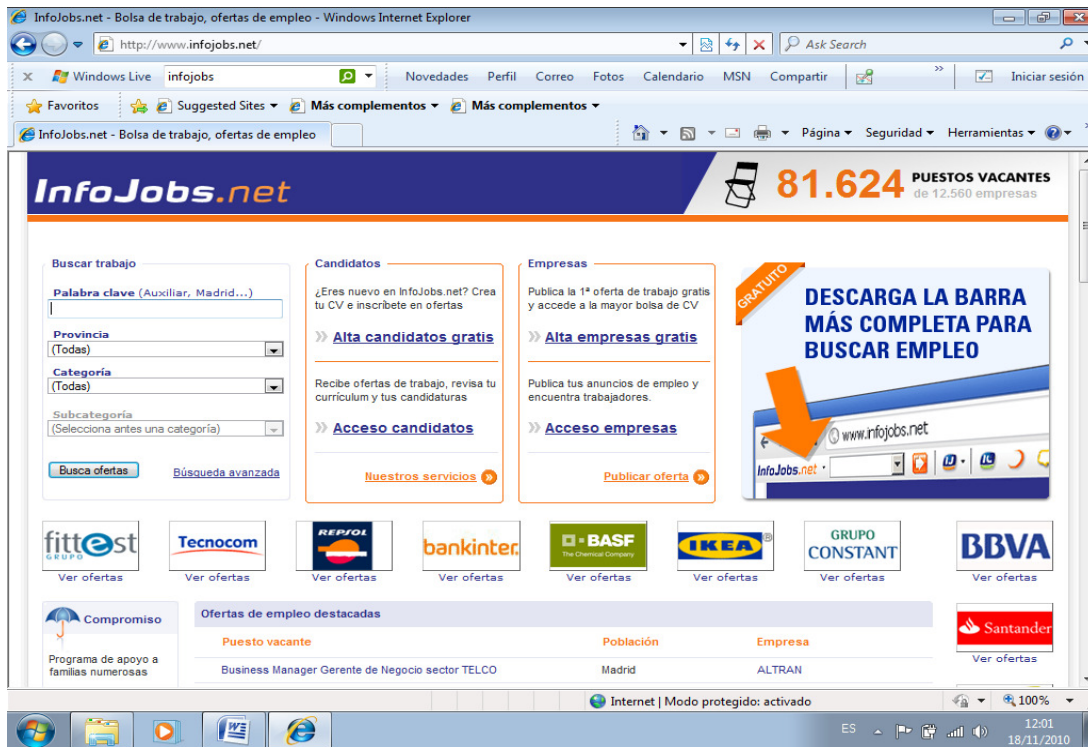 InfoJobs.net - Bolsa de trabajo, ofertas de empleo - Windows Internet Explorer
http://www.infojobs.net/
Ask Search
x Windows Live infojobs Novedades Perfil Correo Fotos Calendario MSN Compartir » Iniciar sesión
Favoritos Suggested Sites Más complementos Más complementos
InfoJobs.net - Bolsa de trabajo, ofertas de empleo
Página Seguridad Herramientas
InfoJobs.net
81.624 PUESTOS VACANTES
de 12.560 empresas
Buscar trabajo
Palabra clave (Auxiliar, Madrid...)
Provincia
(Todas)
Categoría
(Todas)
Subcategoría
(Selecciona antes una categoría)
Busca ofertas Búsqueda avanzada
Candidatos
¿Eres nuevo en InfoJobs.net? Crea
tu CV e inscríbete en ofertas
» Alta candidatos gratis
Recibe ofertas de trabajo, revisa tu
currículum y tus candidaturas
» Acceso candidatos
Nuestros servicios »
Empresas
Publica la 1ª oferta de trabajo gratis
y accede a la mayor bolsa de CV
» Alta empresas gratis
Publica tus anuncios de empleo y
encuentra trabajadores.
» Acceso empresas
Publicar oferta »
GRATUITO
DESCARGA LA BARRA
MÁS COMPLETA PARA
BUSCAR EMPLEO
www.infojobs.net
InfoJobs.net
fittest
GRUPO
Ver ofertas
Tecnocom
Ver ofertas
REPSOL
Ver ofertas
bankinter.
Ver ofertas
BASF
The Chemical Company
Ver ofertas
IKEA®
Ver ofertas
GRUPO
CONSTANT
Ver ofertas
BBVA
Ver ofertas
Compromiso
Programa de apoyo a
familias numerosas
Ofertas de empleo destacadas
Puesto vacante Población Empresa
Business Manager Gerente de Negocio sector TELCO Madrid ALTRAN
Santander
Ver ofertas
Internet | Modo protegido: activado
100%
ES
12:01
18/11/2010